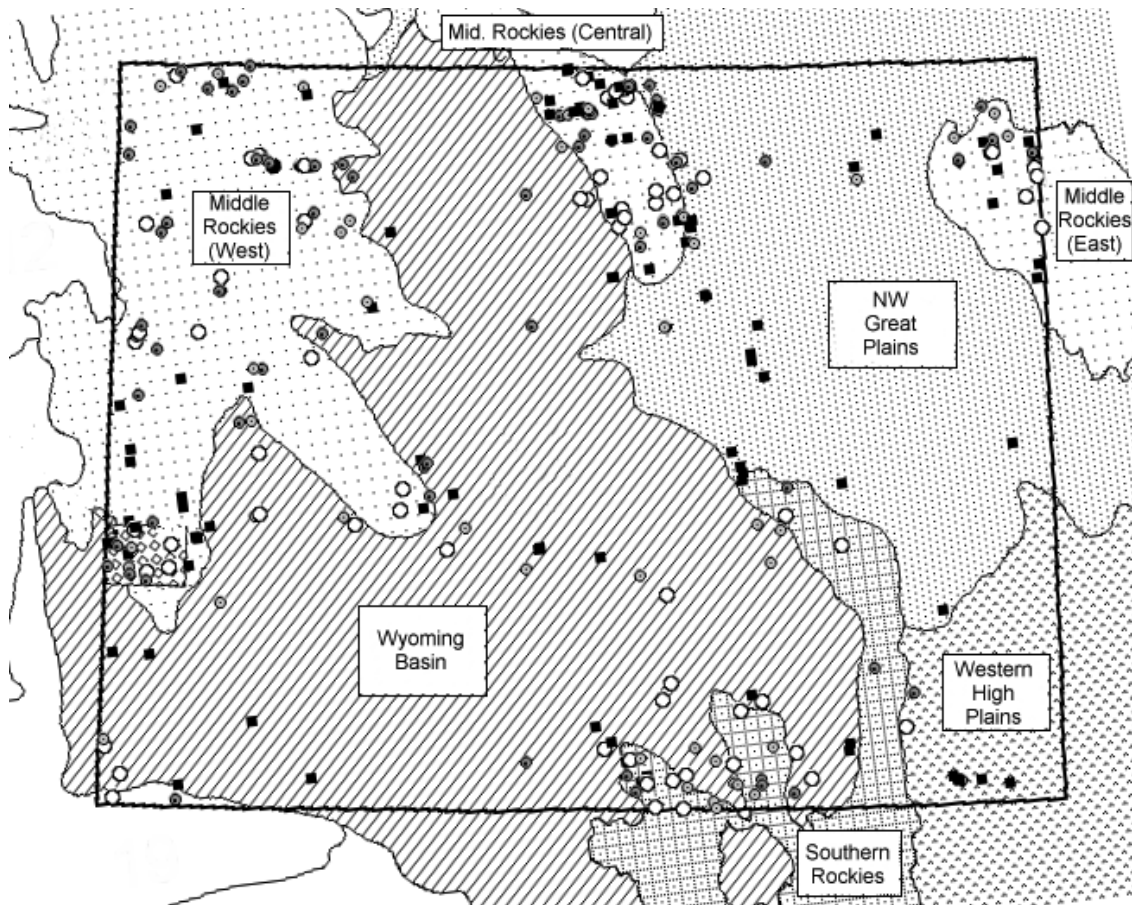 Mid. Rockies (Central)
Middle
Rockies
(West)
Middle
Rockies
(East)
NW
Great
Plains
Wyoming
Basin
Western
High
Plains
Southern
Rockies